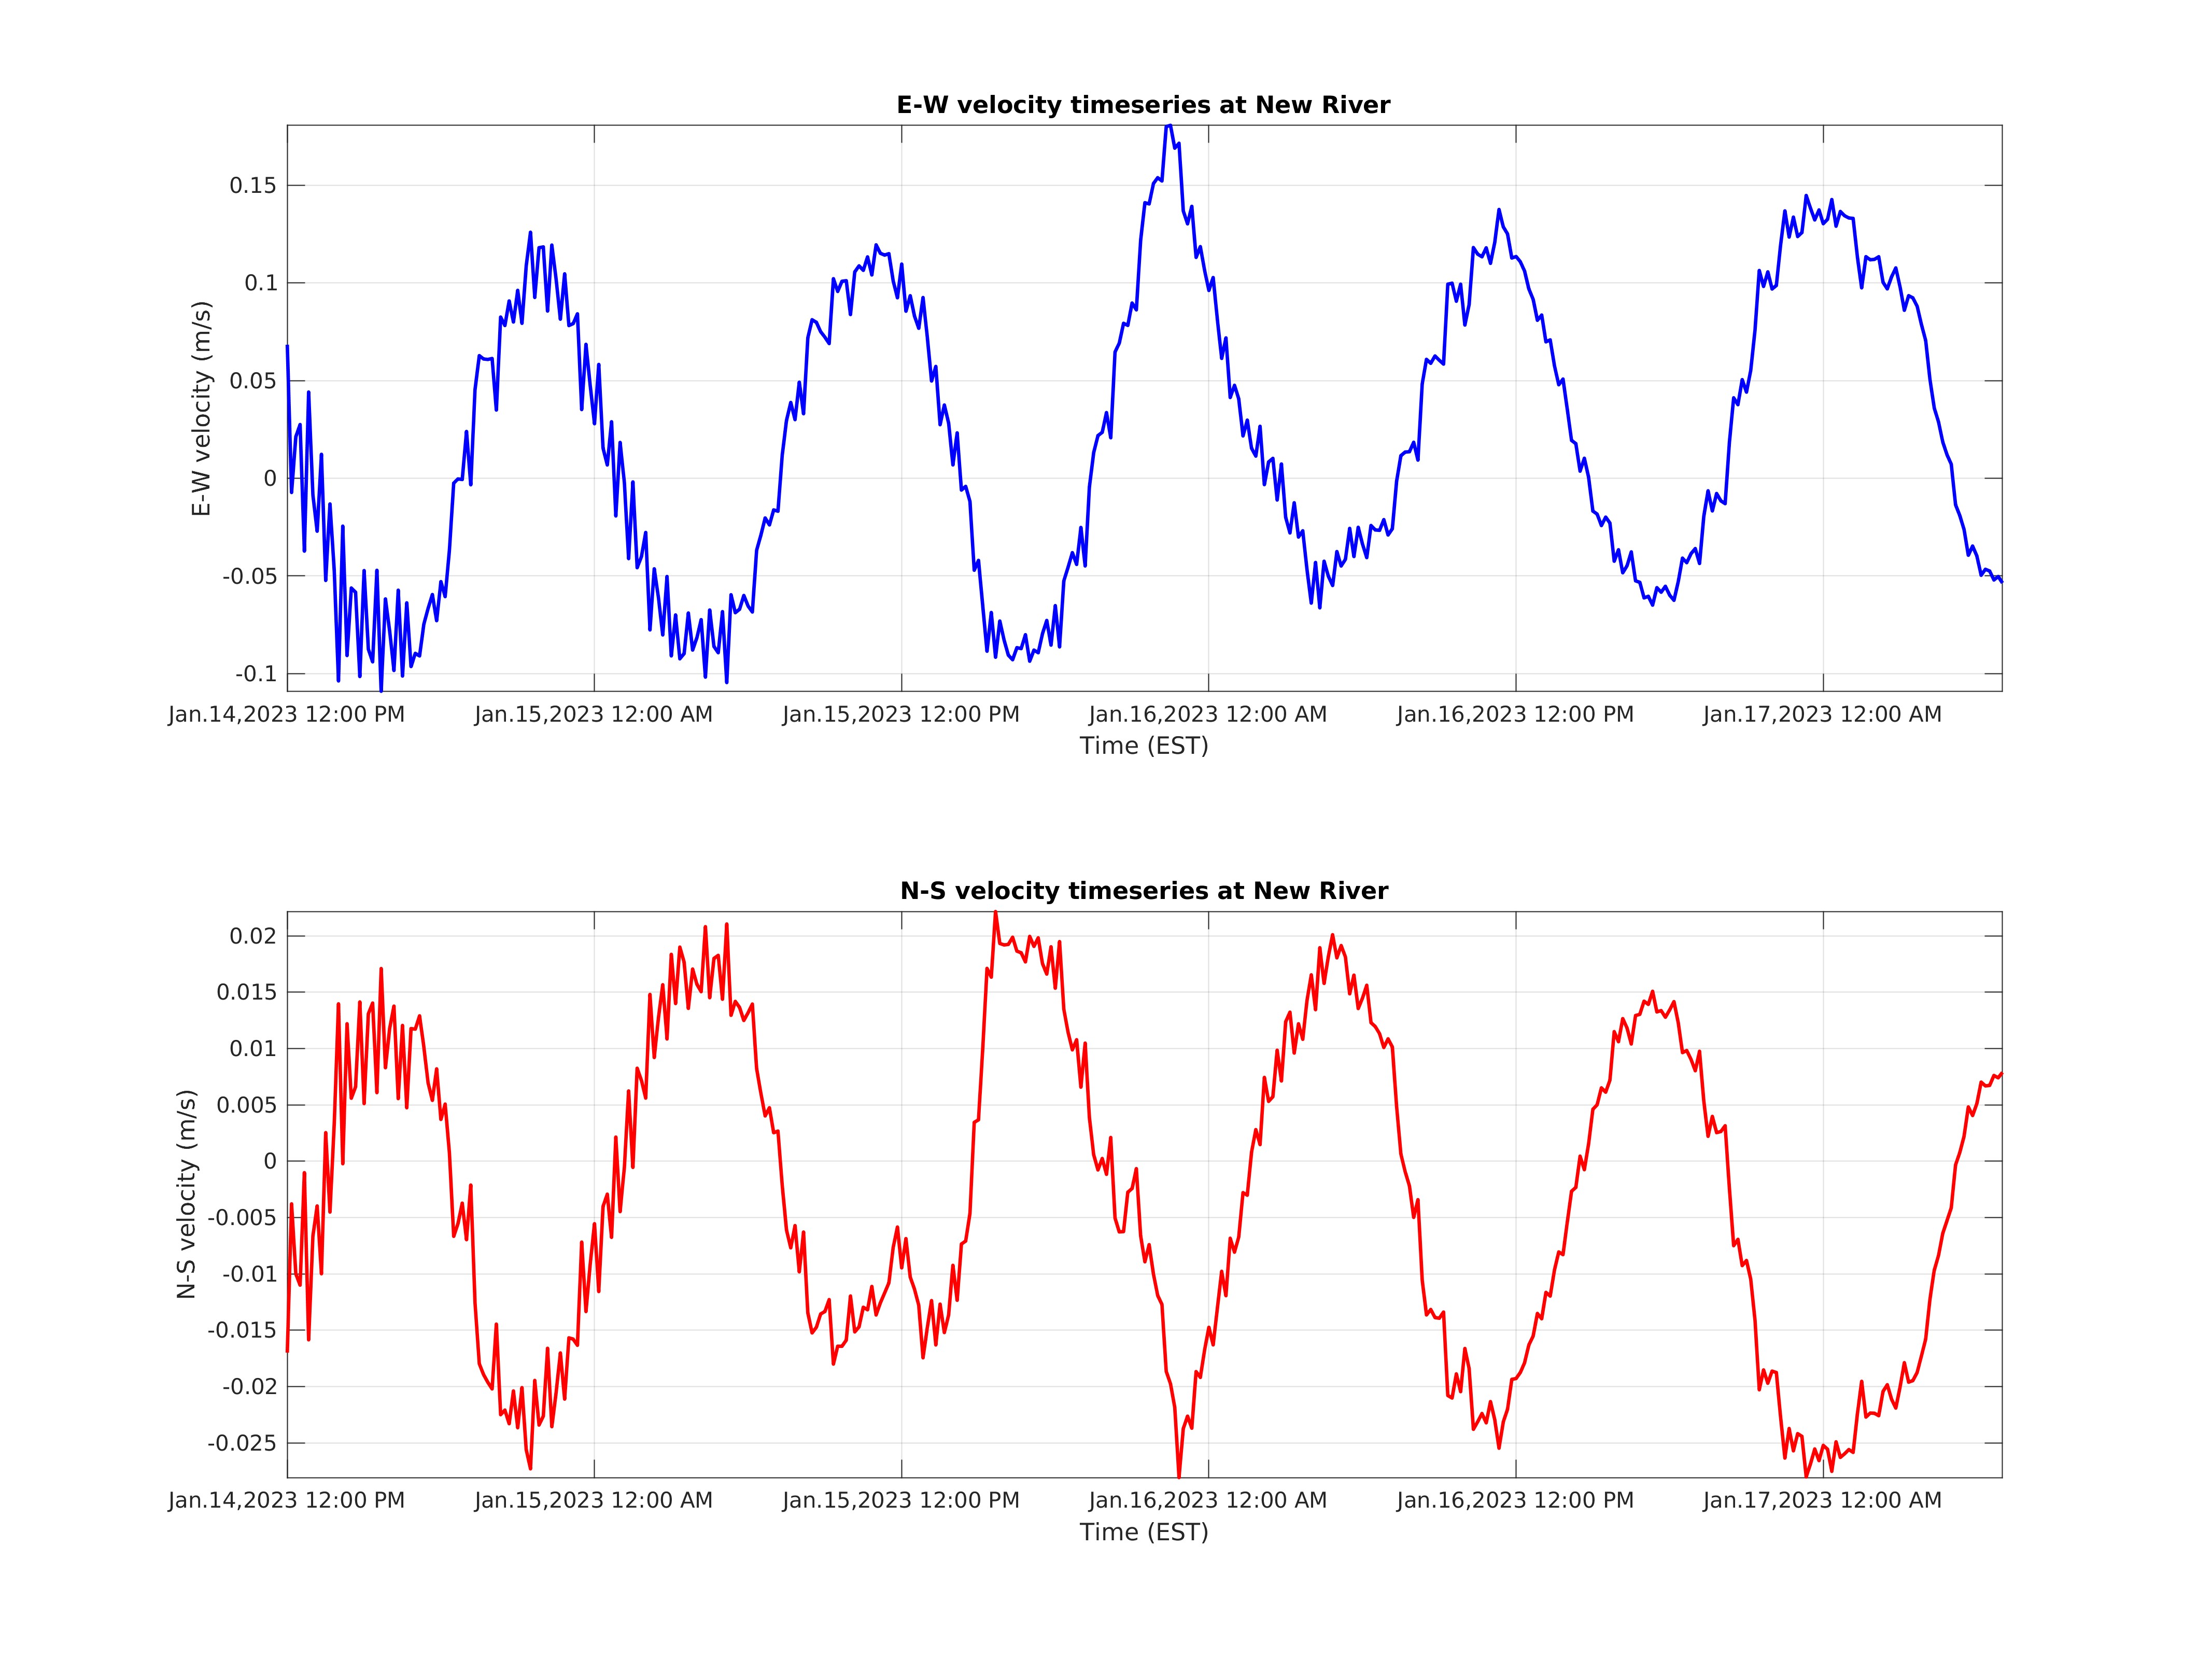 E-W velocity timeseries at New River
E-W velocity (m/s)
0.15
0.1
0.05
0
-0.05
-0.1
Jan.14,2023 12:00 PM Jan.15,2023 12:00 AM Jan.15,2023 12:00 PM Jan.16,2023 12:00 AM Jan.16,2023 12:00 PM Jan.17,2023 12:00 AM
Time (EST)
N-S velocity timeseries at New River
N-S velocity (m/s)
0.02
0.015
0.01
0.005
0
-0.005
-0.01
-0.015
-0.02
-0.025
Jan.14,2023 12:00 PM Jan.15,2023 12:00 AM Jan.15,2023 12:00 PM Jan.16,2023 12:00 AM Jan.16,2023 12:00 PM Jan.17,2023 12:00 AM
Time (EST)